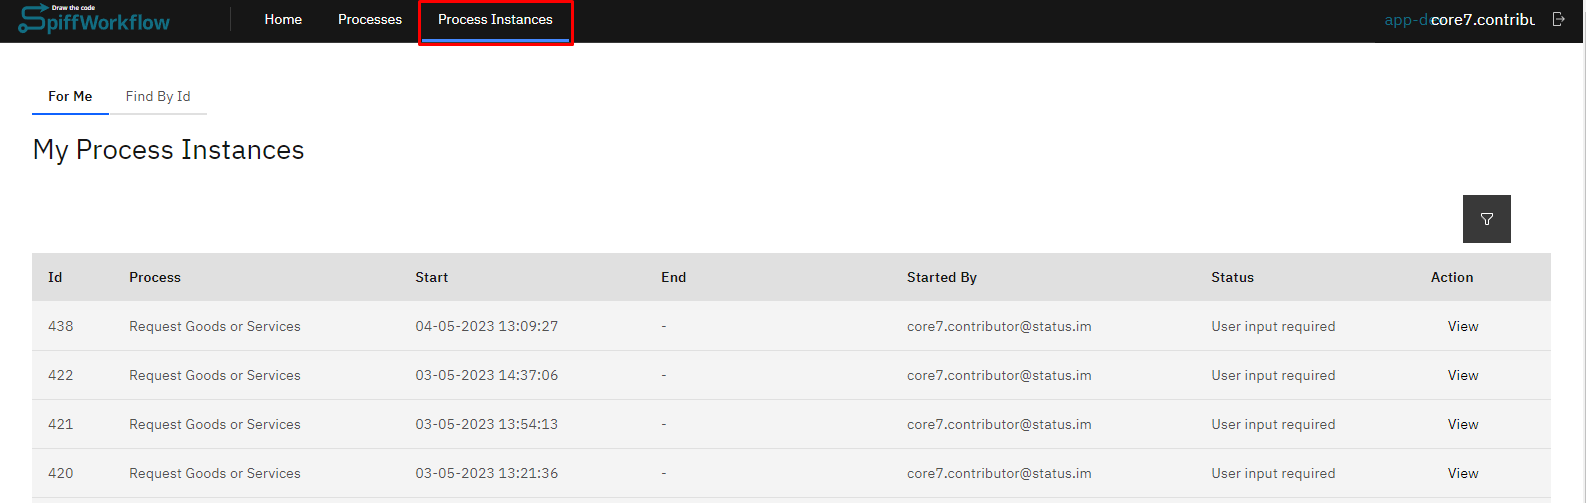 Draw the code
SpiffWorkflow
Home Processes Process Instances
core7.contribu
For Me Find By Id
My Process Instances
Id Process Start End Started By Status Action
438 Request Goods or Services 04-05-2023 13:09:27 - core7.contributor@status.im User input required View
422 Request Goods or Services 03-05-2023 14:37:06 - core7.contributor@status.im User input required View
421 Request Goods or Services 03-05-2023 13:54:13 - core7.contributor@status.im User input required View
420 Request Goods or Services 03-05-2023 13:21:36 - core7.contributor@status.im User input required View